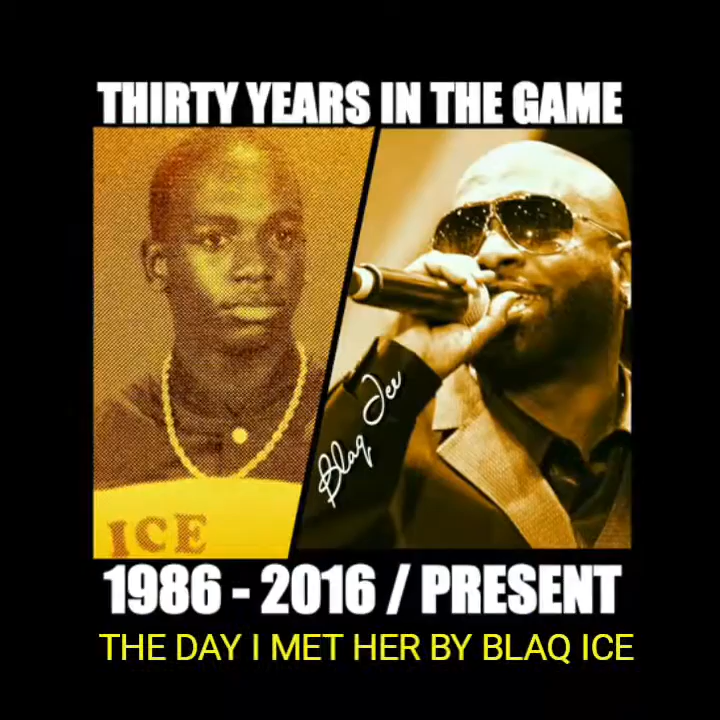 THIRTY YEARS IN THE GAME
ICE
Blaq Ice
1986 - 2016 / PRESENT
THE DAY I MET HER BY BLAQ ICE